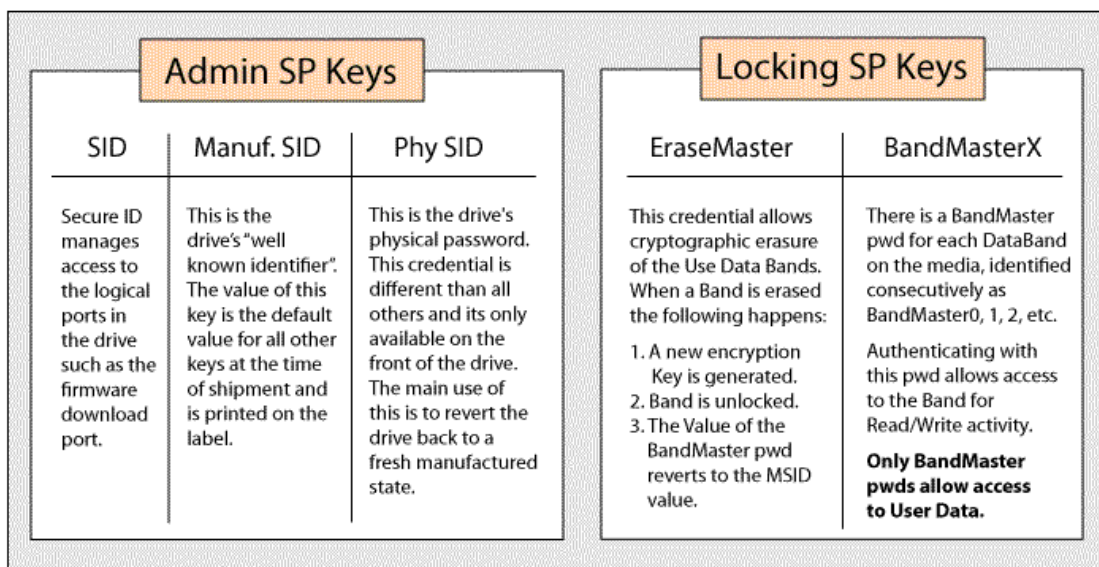 Admin SP Keys
SID
Secure ID
manages
access to
the logical
ports in
the drive
such as the
firmware
download
port.
Manuf. SID
This is the
drive's "well
known identifier".
The value of this
key is the default
value for all other
keys at the time
of shipment and
is printed on the
label.
Phy SID
This is the drive's
physical password.
This credential is
different than all
others and its only
available on the
front of the drive.
The main use of
this is to revert the
drive back to a
fresh manufactured
state.
Locking SP Keys
EraseMaster
This credential allows
cryptographic erasure
of the Use Data Bands.
When a Band is erased
the following happens:
1. A new encryption
Key is generated.
2. Band is unlocked.
3. The Value of the
BandMaster pwd
reverts to the MSID
value.
BandMasterX
There is a BandMaster
pwd for each DataBand
on the media, identified
consecutively as
BandMaster0, 1, 2, etc.
Authenticating with
this pwd allows access
to the Band for
Read/Write activity.
Only BandMaster
pwds allow access
to User Data.